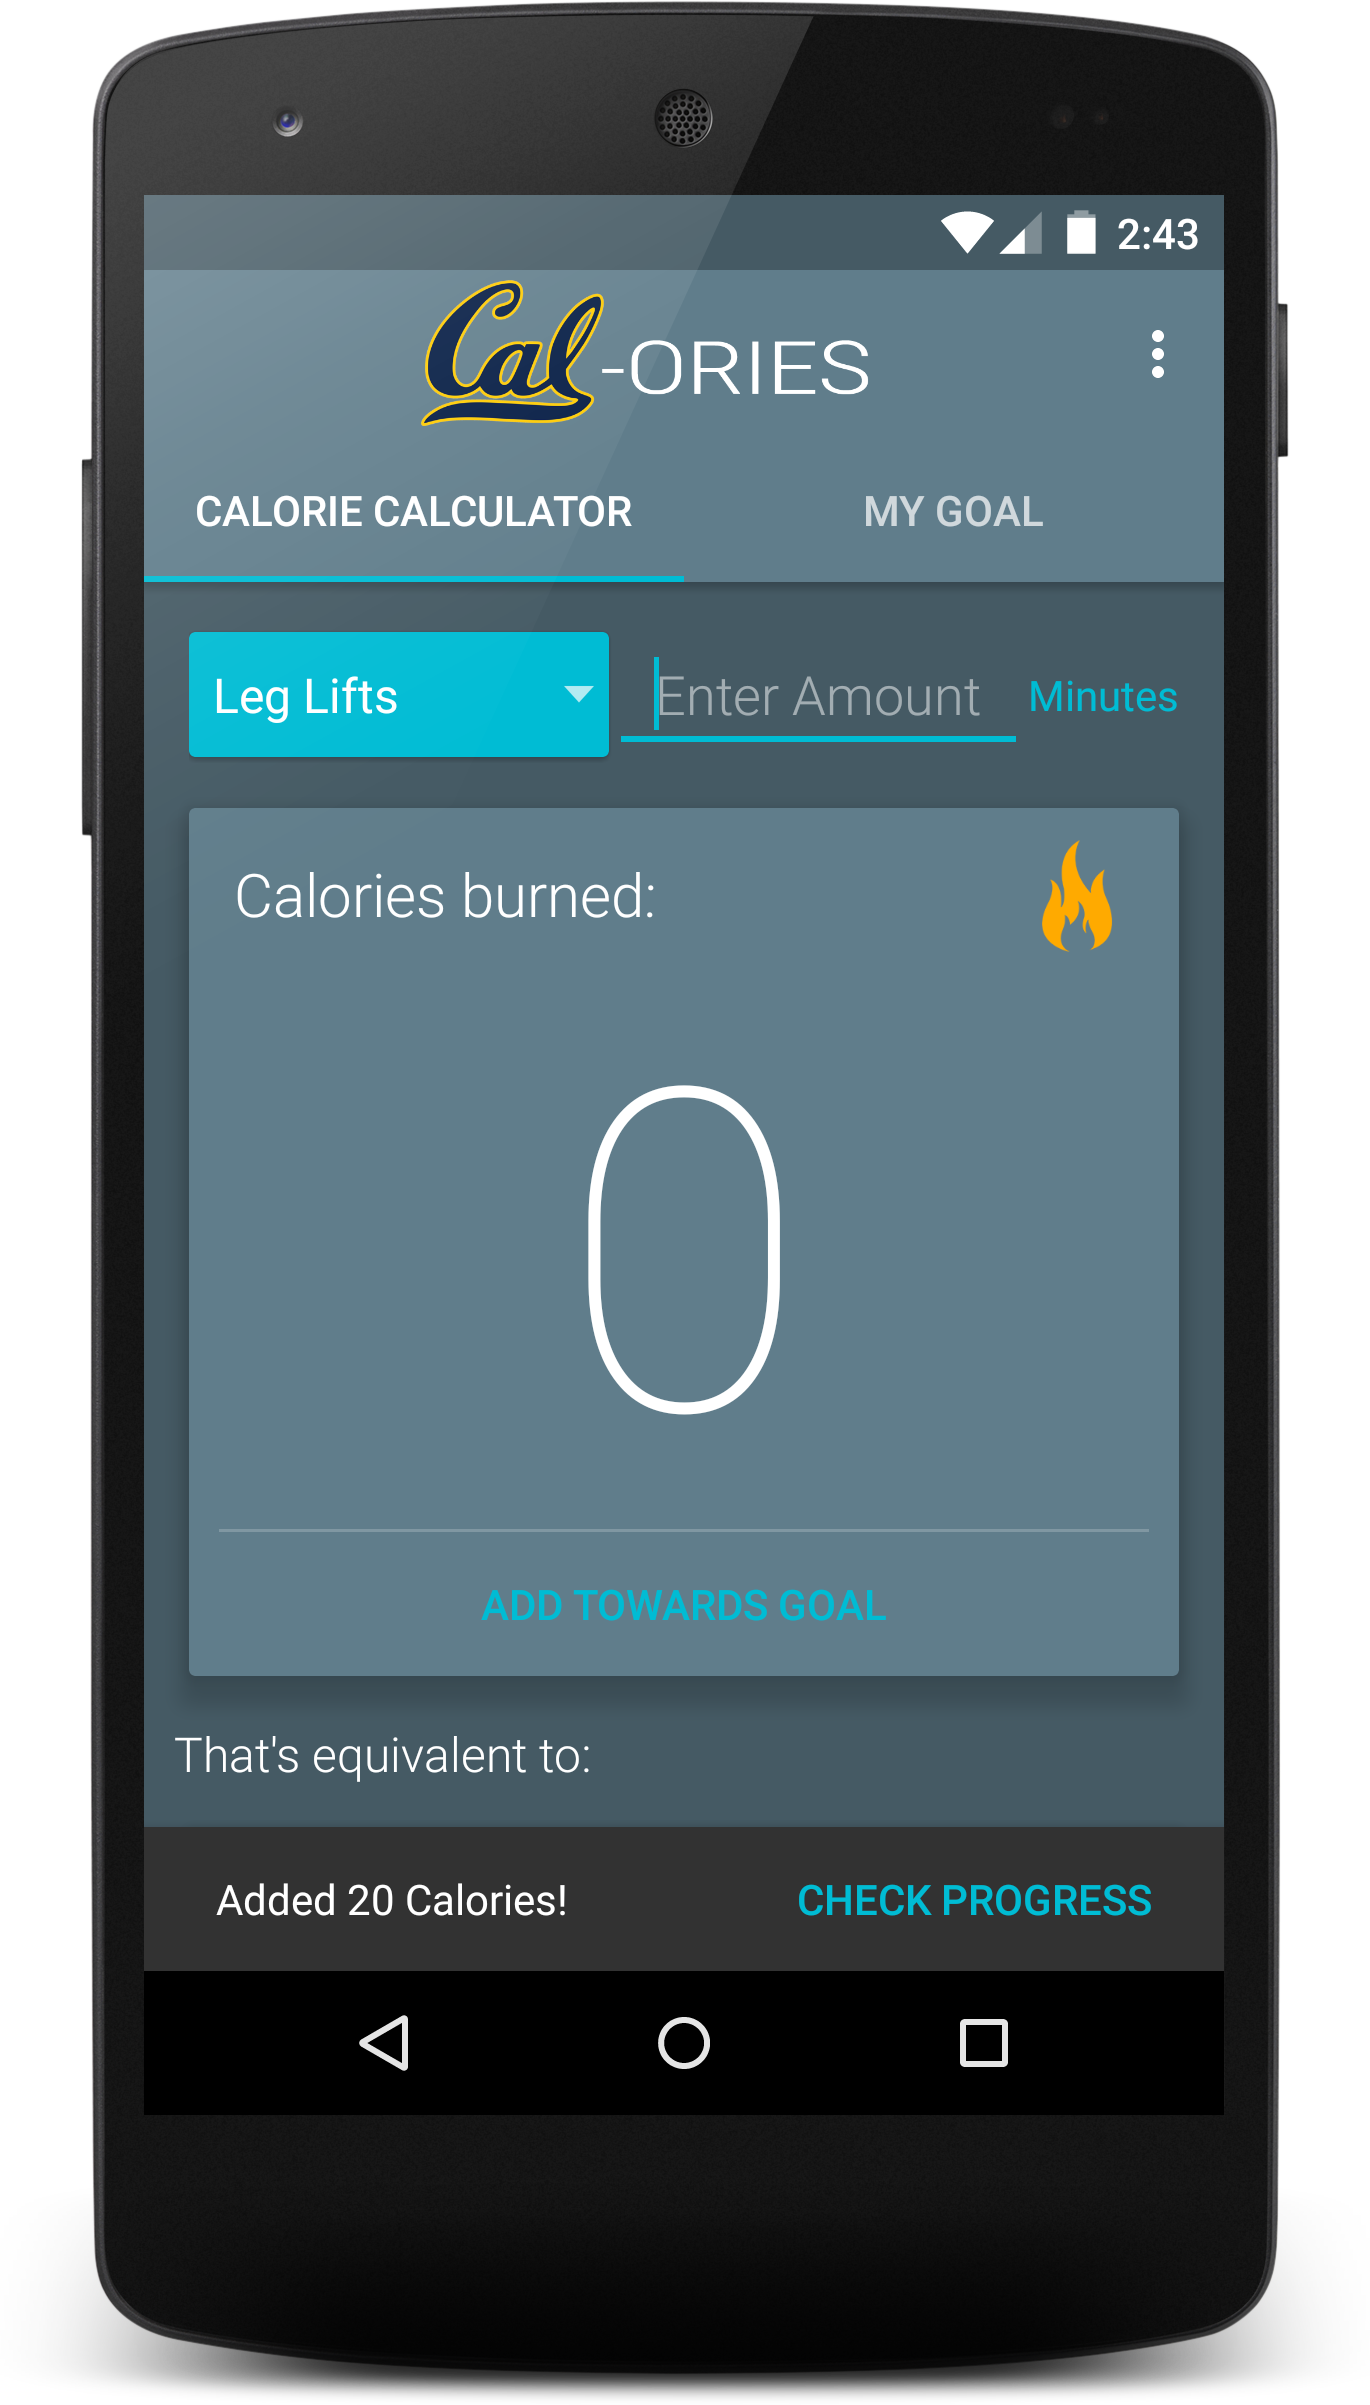 2:43
Cal-ORIES
CALORIE CALCULATOR MY GOAL
Leg Lifts Enter Amount Minutes
Calories burned:
0
ADD TOWARDS GOAL
That's equivalent to:
Added 20 Calories! CHECK PROGRESS